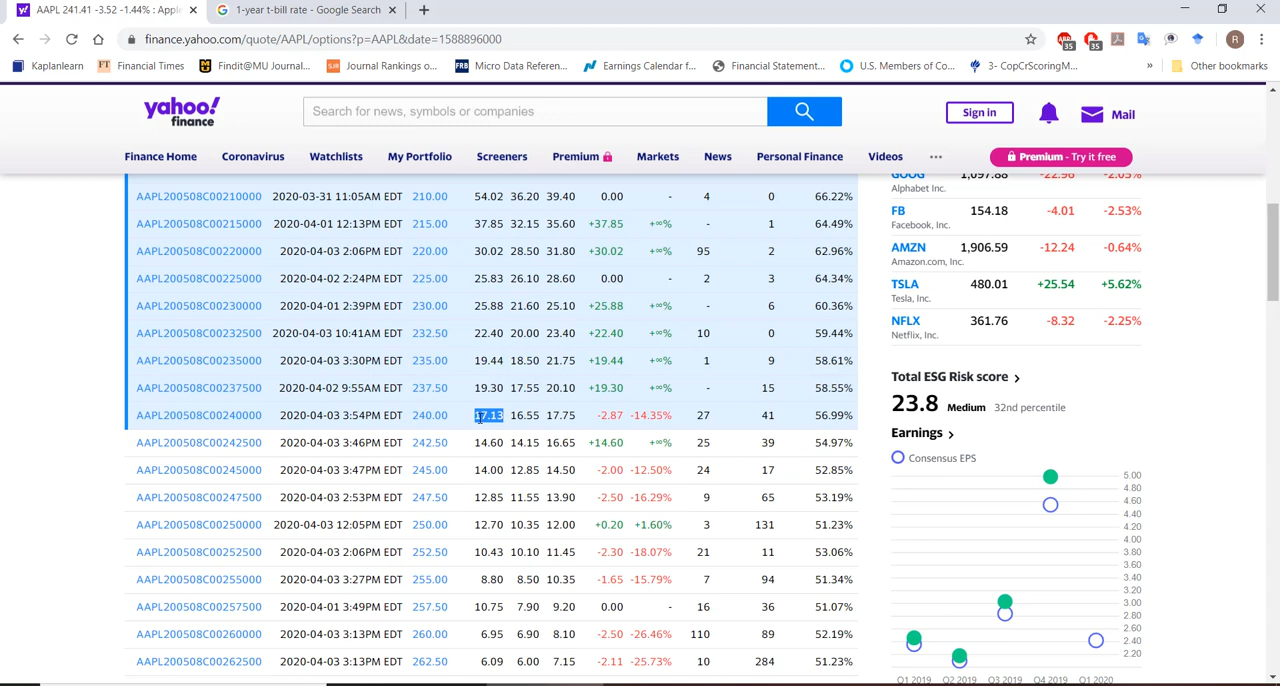 AAPL 241.41 -3.52 -1.44% : Apple
1-year t-bill rate - Google Search
finance.yahoo.com/quote/AAPL/options?p=AAPL&date=1588896000
35 35 R
Kaplanlearn Financial Times Findit@MU Journal... Journal Rankings o... Micro Data Referen... Earnings Calendar f... Financial Statement... U.S. Members of Co... 3- CopCrScoringM... » Other bookmarks
yahoo! finance
Search for news, symbols or companies
Sign in Mail
Finance Home Coronavirus Watchlists My Portfolio Screeners Premium Markets News Personal Finance Videos ... Premium - Try it free
AAPL200508C00210000 2020-03-31 11:05AM EDT 210.00 54.02 36.20 39.40 0.00 - 4 0 66.22%
AAPL200508C00215000 2020-04-01 12:13PM EDT 215.00 37.85 32.15 35.60 +37.85 +∞% - 1 64.49%
AAPL200508C00220000 2020-04-03 2:06PM EDT 220.00 30.02 28.50 31.80 +30.02 +∞% 95 2 62.96%
AAPL200508C00225000 2020-04-02 2:24PM EDT 225.00 25.83 26.10 28.60 0.00 - 2 3 64.34%
AAPL200508C00230000 2020-04-01 2:39PM EDT 230.00 25.88 21.60 25.10 +25.88 +∞% - 6 60.36%
AAPL200508C00232500 2020-04-03 10:41AM EDT 232.50 22.40 20.00 23.40 +22.40 +∞% 10 0 59.44%
AAPL200508C00235000 2020-04-03 3:30PM EDT 235.00 19.44 18.50 21.75 +19.44 +∞% 1 9 58.61%
AAPL200508C00237500 2020-04-02 9:55AM EDT 237.50 19.30 17.55 20.10 +19.30 +∞% - 15 58.55%
AAPL200508C00240000 2020-04-03 3:54PM EDT 240.00 17.13 16.55 17.75 -2.87 -14.35% 27 41 56.99%
AAPL200508C00242500 2020-04-03 3:46PM EDT 242.50 14.60 14.15 16.65 +14.60 +∞% 25 39 54.97%
AAPL200508C00245000 2020-04-03 3:47PM EDT 245.00 14.00 12.85 14.50 -2.00 -12.50% 24 17 52.85%
AAPL200508C00247500 2020-04-03 2:53PM EDT 247.50 12.85 11.55 13.90 -2.50 -16.29% 9 65 53.19%
AAPL200508C00250000 2020-04-03 12:35PM EDT 250.00 12.70 10.35 12.00 +0.20 +1.60% 3 131 51.23%
AAPL200508C00252500 2020-04-03 2:06PM EDT 252.50 10.43 10.10 11.45 -2.30 -18.07% 21 11 53.06%
AAPL200508C00255000 2020-04-03 3:27PM EDT 255.00 8.80 8.50 10.35 -1.65 -15.79% 7 94 51.34%
AAPL200508C00257500 2020-04-01 3:49PM EDT 257.50 10.75 7.90 9.20 0.00 - 16 36 51.07%
AAPL200508C00260000 2020-04-03 3:13PM EDT 260.00 6.95 6.90 8.10 -2.50 -26.46% 110 89 52.19%
AAPL200508C00262500 2020-04-03 3:13PM EDT 262.50 6.09 6.00 7.15 -2.11 -25.73% 10 284 51.23%
GOOG 1,097.88 -22.96 -2.05%
Alphabet Inc.
FB 154.18 -4.01 -2.53%
Facebook, Inc.
AMZN 1,906.59 -12.24 -0.64%
Amazon.com, Inc.
TSLA 480.01 +25.54 +5.62%
Tesla, Inc.
NFLX 361.76 -8.32 -2.25%
Netflix, Inc.
Total ESG Risk score
23.8 Medium 32nd percentile
Earnings
Consensus EPS
5.00
4.80
4.60
4.40
4.20
4.00
3.80
3.60
3.40
3.20
3.00
2.80
2.60
2.40
2.20
Q1 2019 Q2 2019 Q3 2019 Q4 2019 Q1 2020